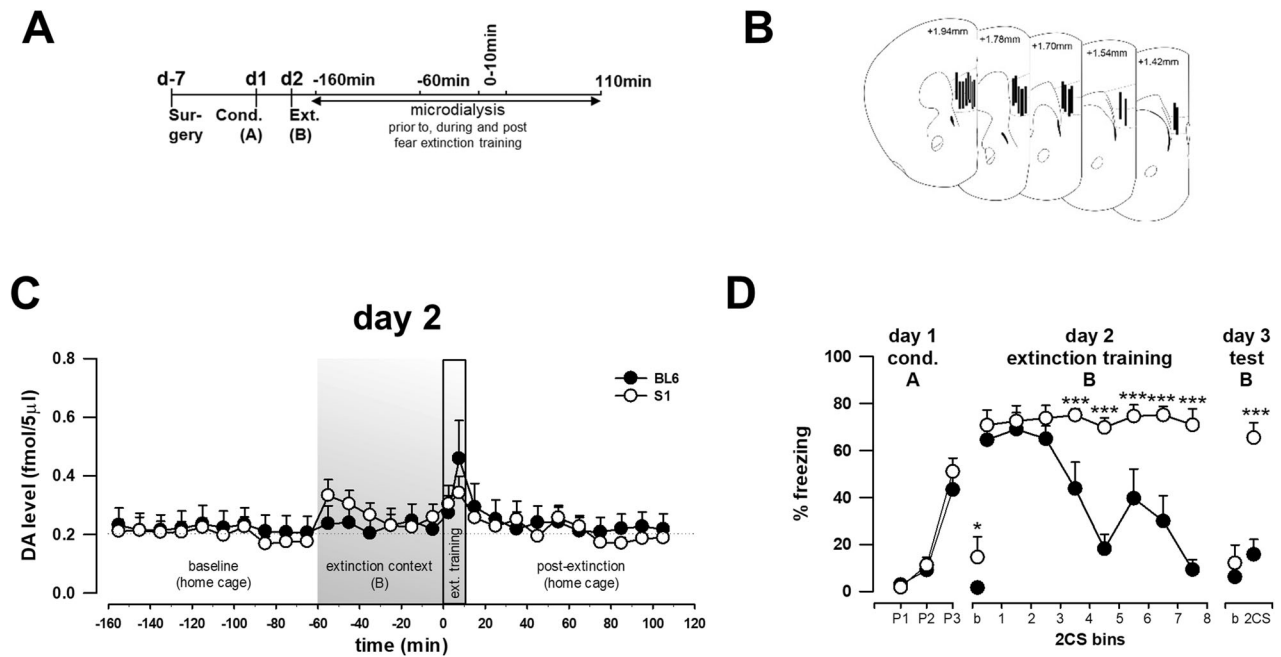 A
d-7
d1
d2
-160min
-60min
0-10min
110min
Sur-
gery
Cond.
(A)
Ext.
(B)
microdialysis
prior to, during and post
fear extinction training
B
+1.94mm
+1.78mm
+1.70mm
+1.54mm
+1.42mm
C
day 2
DA level (fmol/5µl)
0.8
0.6
0.4
0.2
0.0
BL6
S1
baseline
(home cage)
extinction context
(B)
ext. training
post-extinction
(home cage)
-160 -140 -120 -100 -80 -60 -40 -20 0 20 40 60 80 100 120
time (min)
D
day 1
cond.
A
day 2
extinction training
B
day 3
test
B
% freezing
100
80
60
40
20
0
*** *** *** *** ***
***
*
P1 P2 P3
b 1 2 3 4 5 6 7 8
b 2CS
2CS bins